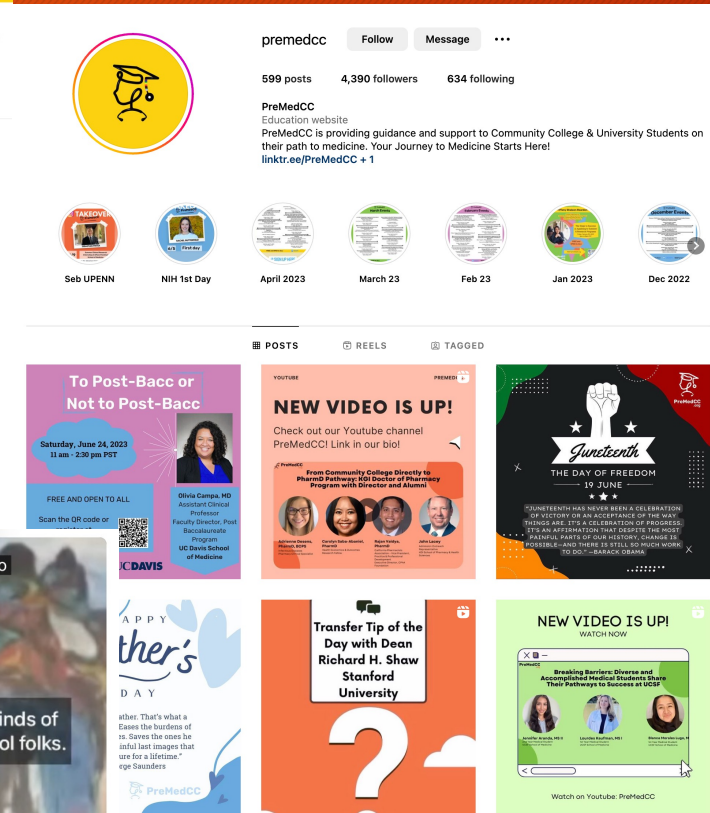 premedcc
Follow
Message
599 posts
4,390 followers
634 following
PreMedCC
Education website
PreMedCC is providing guidance and support to Community College & University Students on
their path to medicine. Your Journey to Medicine Starts Here!
linktr.ee/PreMedCC + 1
TAKEOVER
First day
April Events
December Events
Seb UPENN
NIH 1st Day
April 2023
March 23
Feb 23
Jan 2023
Dec 2022
POSTS
REELS
TAGGED
To Post-Bacc or
Not to Post-Bacc
Saturday, June 24, 2023
11 am - 2:30 pm PST
FREE AND OPEN TO ALL
Scan the QR code or
Olivia Campa, MD
Assistant Clinical
Professor
Faculty Director, Post
Baccalaureate
Program
UC Davis School
of Medicine
UCDAVIS
YOUTUBE
NEW VIDEO IS UP!
Check out our Youtube channel
PreMedCC! Link in our bio!
PreMedCC
From Community College Directly to
PharmD Pathway: KGI Doctor of Pharmacy
Program with Director and Alumni
PreMedCC
.org
Juneteenth
THE DAY OF FREEDOM
19 JUNE
"JUNETEENTH HAS NEVER BEEN A CELEBRATION
OF VICTORY OR AN ACCEPTANCE OF THE WAY
THINGS ARE. IT'S A CELEBRATION OF PROGRESS.
IT'S AN AFFIRMATION THAT DESPITE THE MOST
PAINFUL PARTS OF OUR HISTORY, CHANGE IS
POSSIBLE—AND THERE IS STILL SO MUCH WORK
TO DO." —BARACK OBAMA
inds of
ol folks.
APPY
ther's
DAY
ather. That's what a
Eases the burdens of
es. Saves the ones he
inful last images that
ure for a lifetime."
rge Saunders
PreMedCC
Transfer Tip of the
Day with Dean
Richard H. Shaw
Stanford
University
?
NEW VIDEO IS UP!
WATCH NOW
PreMedCC
Breaking Barriers: Diverse and
Accomplished Medical Students Share
Their Pathways to Success at UCSF
Watch on Youtube: PreMedCC